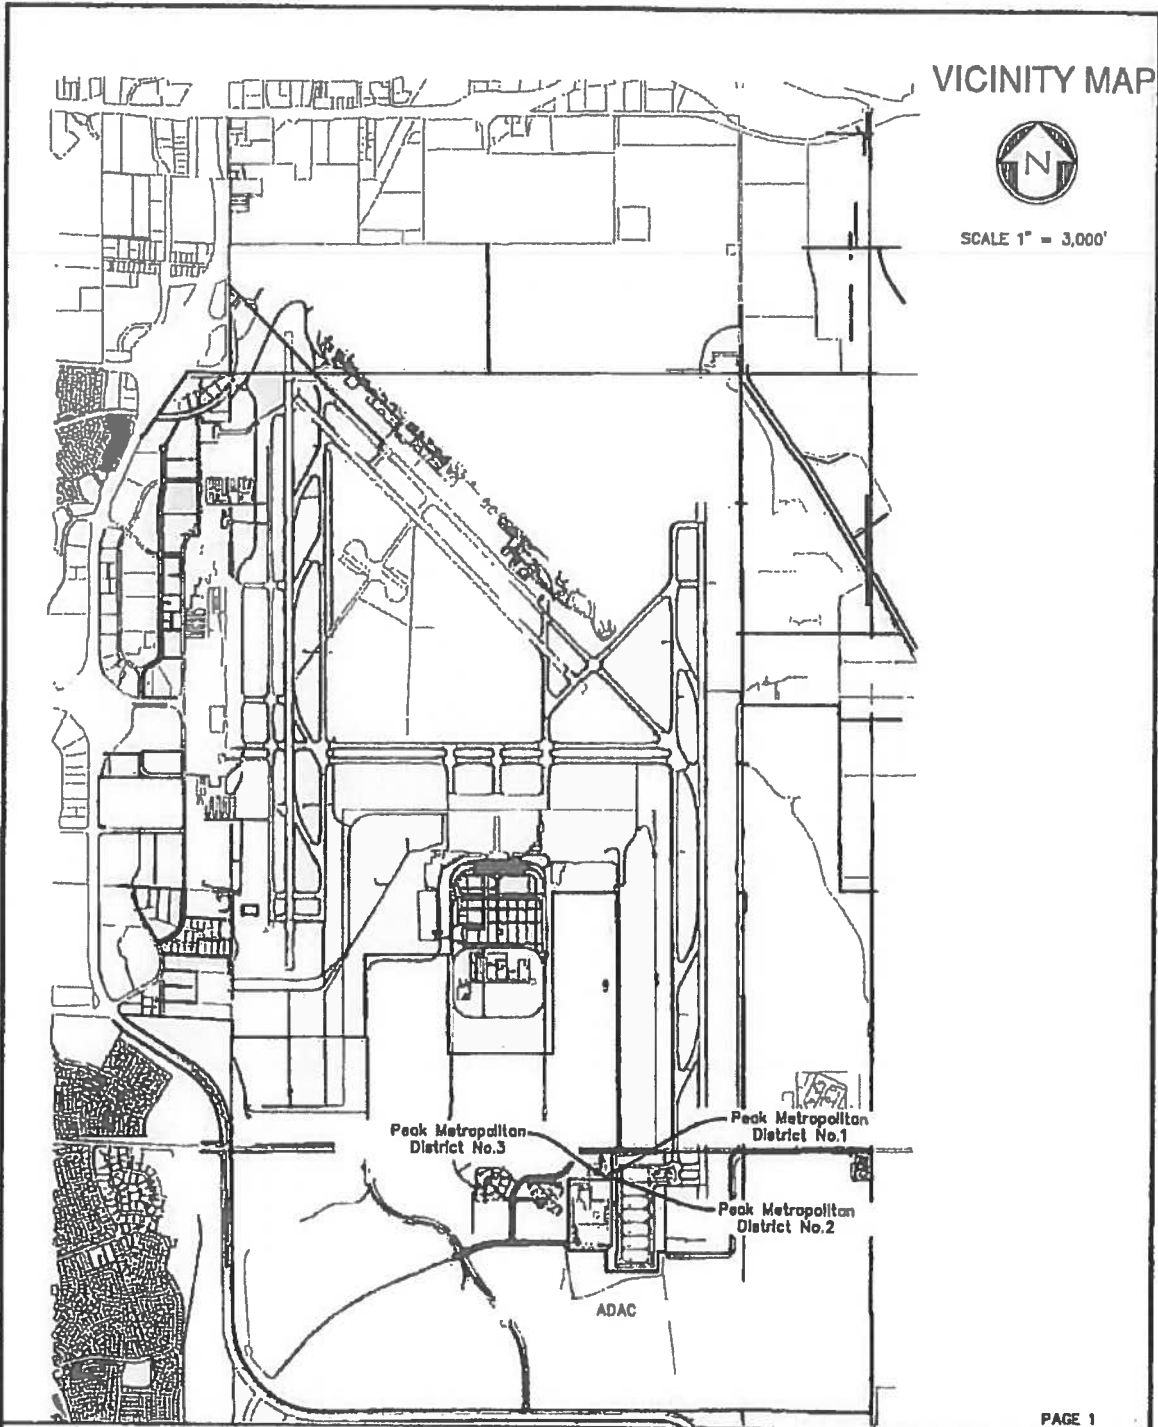 VICINITY MAP
N
SCALE 1" = 3,000'
Peak Metropolitan
District No.3
Peak Metropolitan
District No.1
Peak Metropolitan
District No.2
ADAC
PAGE 1